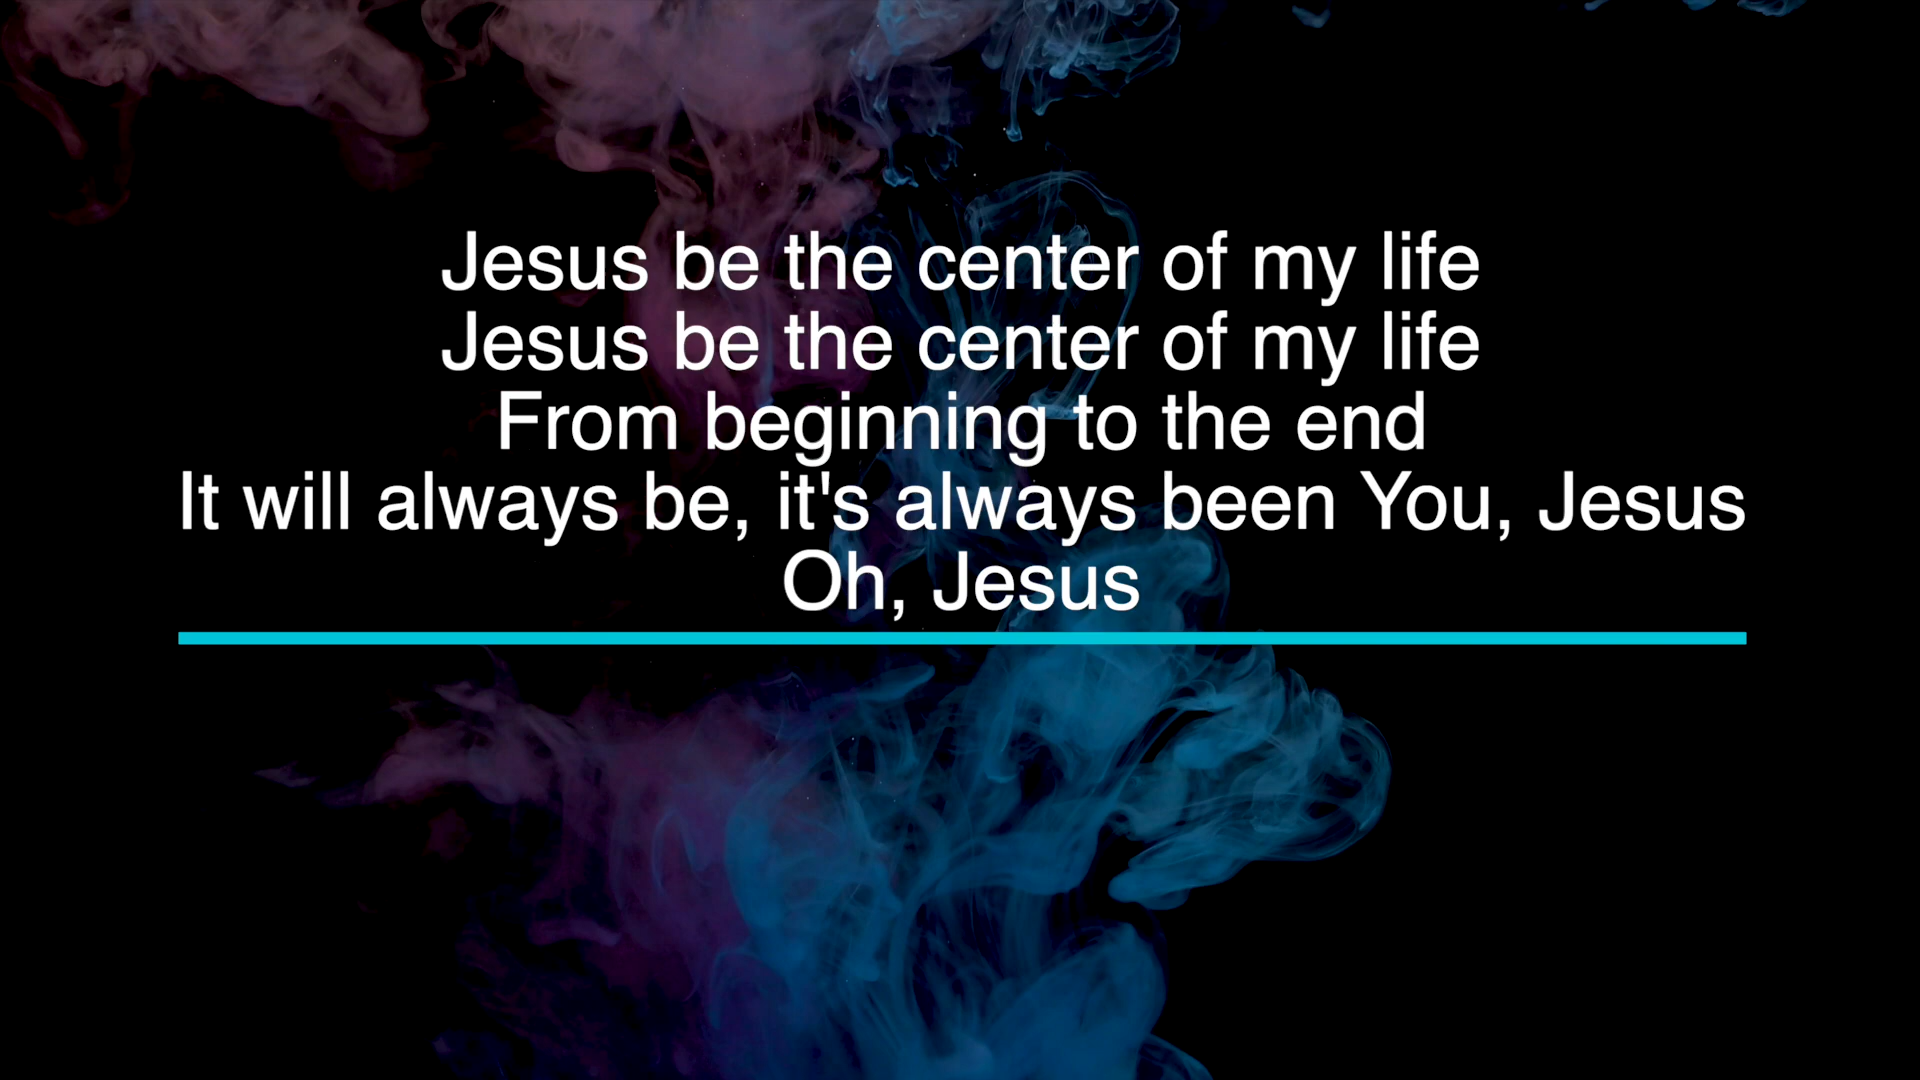 Jesus be the center of my life
Jesus be the center of my life
From beginning to the end
It will always be, it's always been You, Jesus
Oh, Jesus